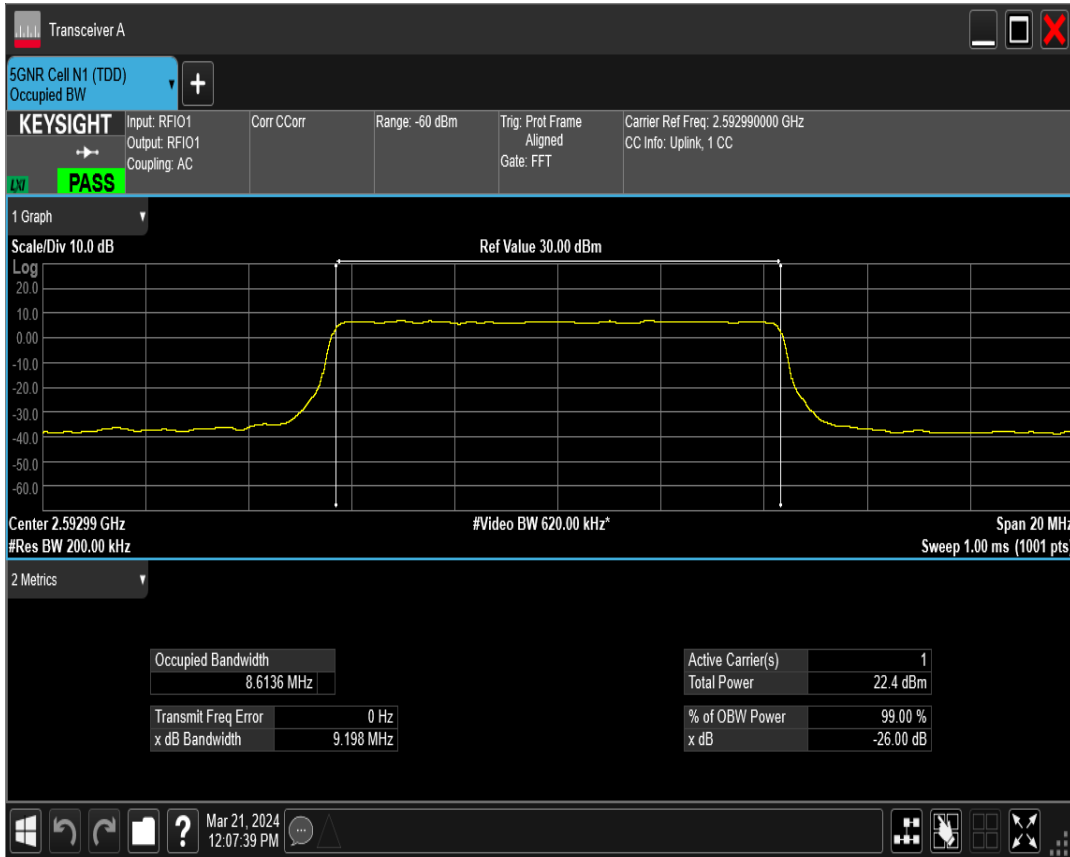 Transceiver A
5GNR Cell N1 (TDD)
Occupied BW
+
KEYSIGHT
LXI
PASS
Input: RFIO1
Output: RFIO1
Coupling: AC
Corr CCorr
Range: -60 dBm
Trig: Prot Frame
Aligned
Gate: FFT
Carrier Ref Freq: 2.592990000 GHz
CC Info: Uplink, 1 CC
1 Graph
Scale/Div 10.0 dB
Ref Value 30.00 dBm
Log
20.0
10.0
0.00
-10.0
-20.0
-30.0
-40.0
-50.0
-60.0
Center 2.59299 GHz
#Video BW 620.00 kHz*
Span 20 MHz
#Res BW 200.00 kHz
Sweep 1.00 ms (1001 pts)
2 Metrics
Occupied Bandwidth
8.6136 MHz
Active Carrier(s) 1
Total Power 22.4 dBm
Transmit Freq Error 0 Hz
x dB Bandwidth 9.198 MHz
% of OBW Power 99.00 %
x dB -26.00 dB
?
Mar 21, 2024
12:07:39 PM